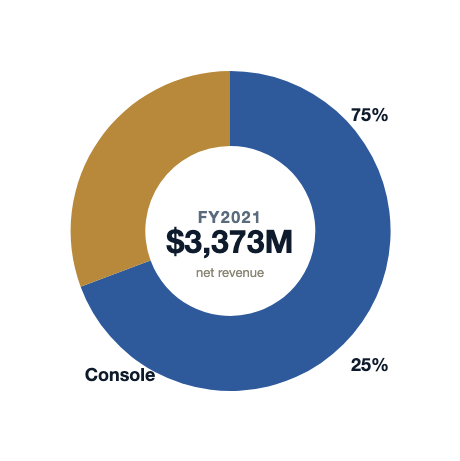 75%
FY2021
$3,373M
net revenue
25%
Console